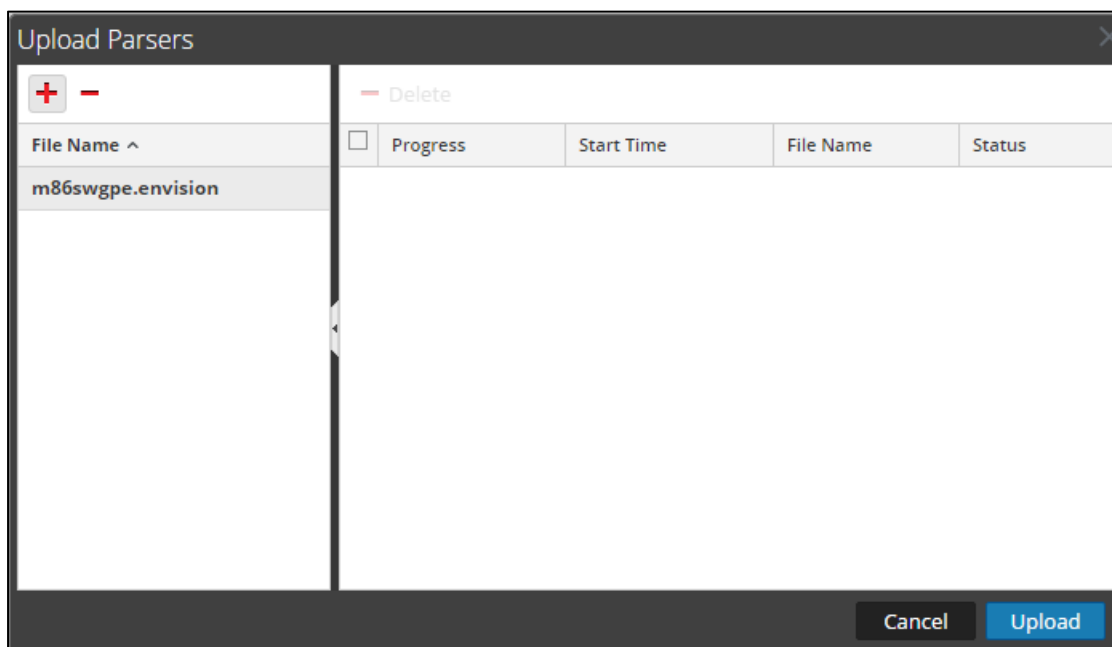 Upload Parsers
Delete
File Name
Progress Start Time File Name Status
m86swgpe.envision
Cancel Upload